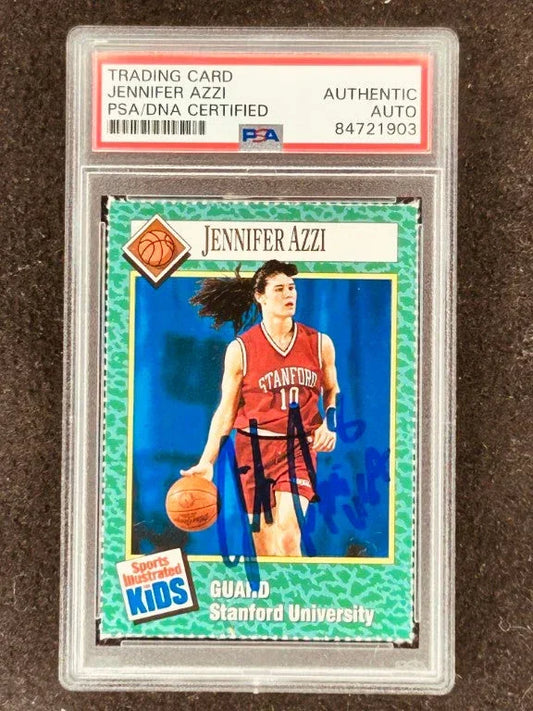 TRADING CARD
JENNIFER AZZI
PSA/DNA CERTIFIED
AUTHENTIC
AUTO
84721903
PSA
JENNIFER AZZI
STANFORD
10
Sports
Illustrated
FOR
KIDS
GUARD
Stanford University